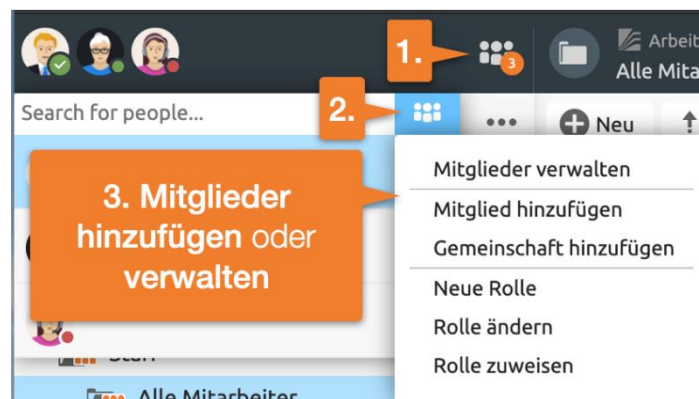 1.
3
Arbeit
Alle Mita
Search for people...
2.
Neu
3. Mitglieder
hinzufügen oder
verwalten
Mitglieder verwalten
Mitglied hinzufügen
Gemeinschaft hinzufügen
Neue Rolle
Rolle ändern
Rolle zuweisen
Alle Mitarbeiter